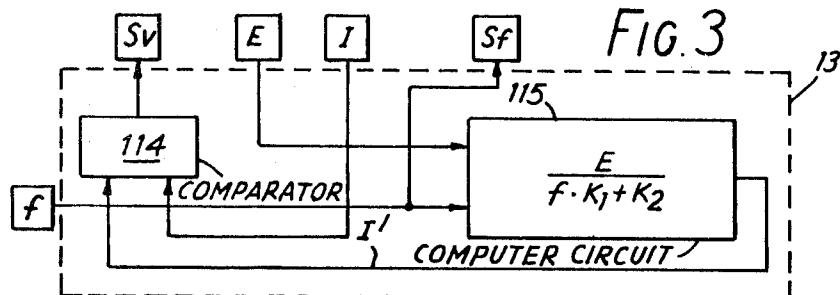 Sv E I Sf FIG. 3
13
115
114
E
f · K1 + K2
COMPARATOR
f
I'
COMPUTER CIRCUIT